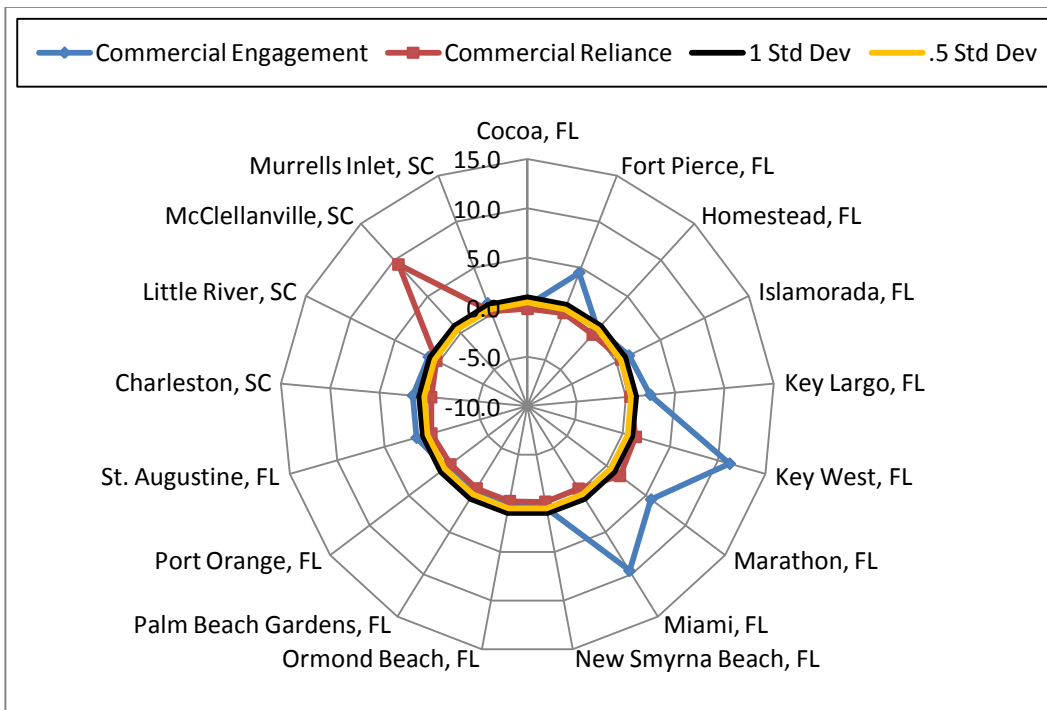 Commercial Engagement Commercial Reliance 1 Std Dev .5 Std Dev
Cocoa, FL
Fort Pierce, FL
Homestead, FL
Islamorada, FL
Key Largo, FL
Key West, FL
Marathon, FL
Miami, FL
New Smyrna Beach, FL
Ormond Beach, FL
Palm Beach Gardens, FL
Port Orange, FL
St. Augustine, FL
Charleston, SC
Little River, SC
McClellanville, SC
Murrells Inlet, SC
15.0
10.0
5.0
0.0
-5.0
-10.0